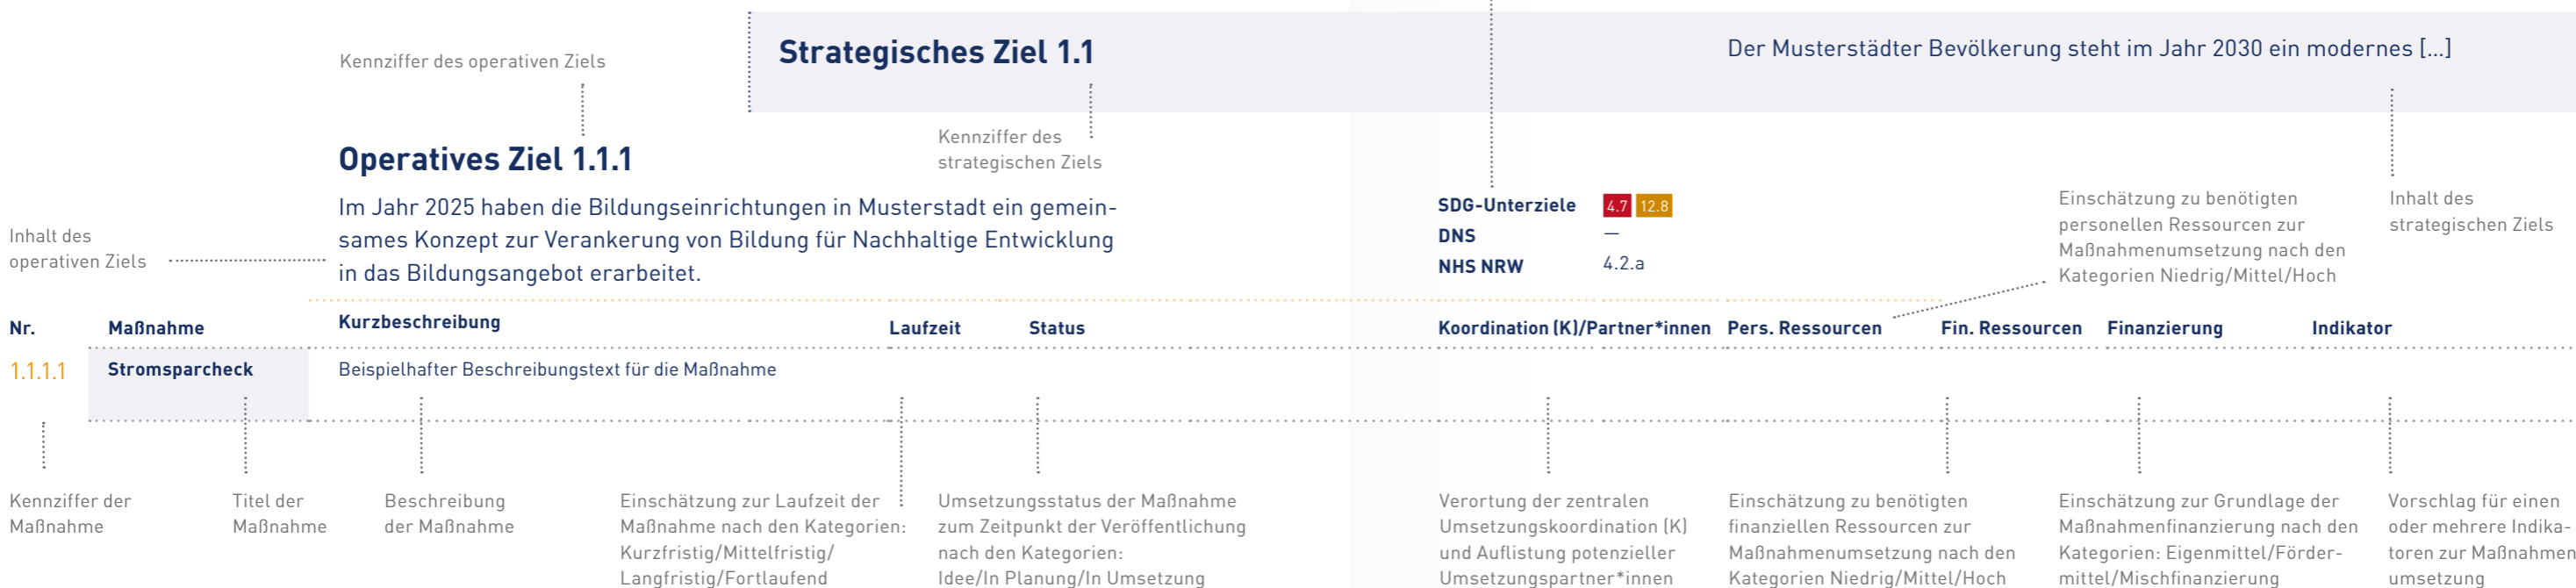 Strategisches Ziel 1.1
Der Musterstädter Bevölkerung steht im Jahr 2030 ein modernes [...]
Kennziffer des operativen Ziels
Kennziffer des
strategischen Ziels
Operatives Ziel 1.1.1
Im Jahr 2025 haben die Bildungseinrichtungen in Musterstadt ein gemein-
sames Konzept zur Verankerung von Bildung für Nachhaltige Entwicklung
in das Bildungsangebot erarbeitet.
Inhalt des
operativen Ziels
SDG-Unterziele 4.7 12.8
DNS —
NHS NRW 4.2.a
Einschätzung zu benötigten
personellen Ressourcen zur
Maßnahmenumsetzung nach den
Kategorien Niedrig/Mittel/Hoch
Inhalt des
strategischen Ziels
Nr. Maßnahme Kurzbeschreibung Laufzeit Status Koordination (K)/Partner*innen Pers. Ressourcen Fin. Ressourcen Finanzierung Indikator
1.1.1.1 Stromsparcheck Beispielhafter Beschreibungstext für die Maßnahme
Kennziffer der
Maßnahme
Titel der
Maßnahme
Beschreibung
der Maßnahme
Einschätzung zur Laufzeit der
Maßnahme nach den Kategorien:
Kurzfristig/Mittelfristig/
Langfristig/Fortlaufend
Umsetzungsstatus der Maßnahme
zum Zeitpunkt der Veröffentlichung
nach den Kategorien:
Idee/In Planung/In Umsetzung
Verortung der zentralen
Umsetzungskoordination (K)
und Auflistung potenzieller
Umsetzungspartner*innen
Einschätzung zu benötigten
finanziellen Ressourcen zur
Maßnahmenumsetzung nach den
Kategorien Niedrig/Mittel/Hoch
Einschätzung zur Grundlage der
Maßnahmenfinanzierung nach den
Kategorien: Eigenmittel/Förder-
mittel/Mischfinanzierung
Vorschlag für einen
oder mehrere Indika-
toren zur Maßnahmen
umsetzung